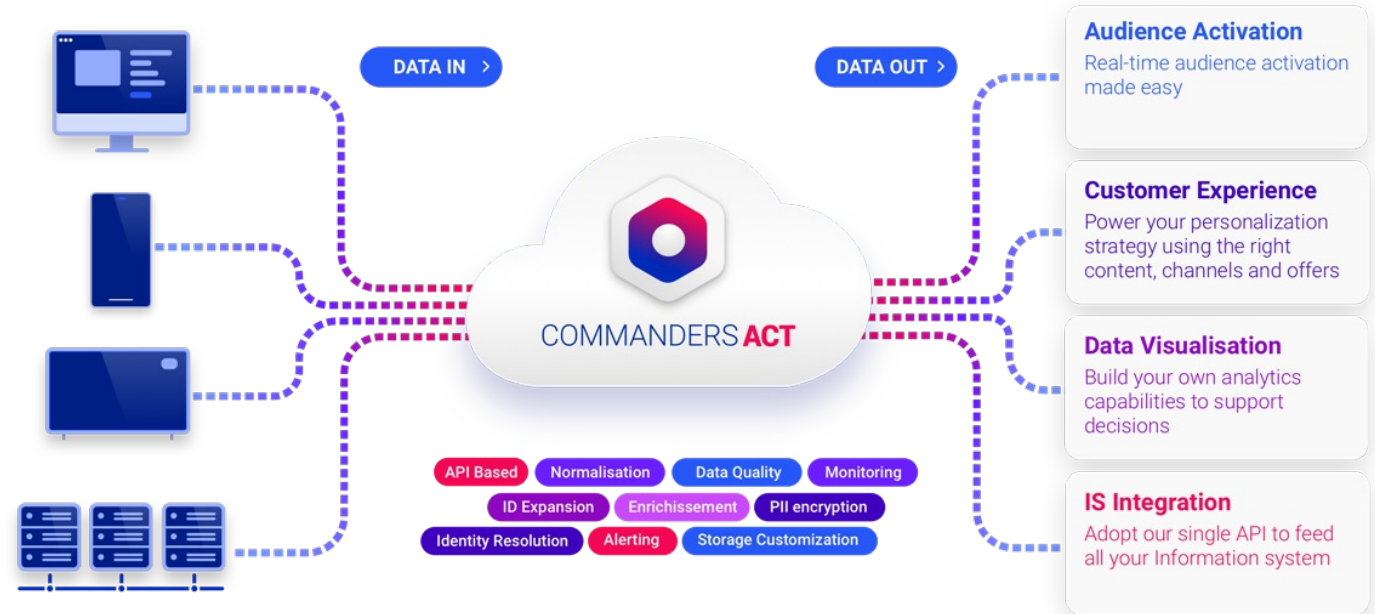 DATA IN
DATA OUT
COMMANDERS ACT
API Based
Normalisation
Data Quality
Monitoring
ID Expansion
Enrichissement
PII encryption
Identity Resolution
Alerting
Storage Customization
Audience Activation
Real-time audience activation
made easy
Customer Experience
Power your personalization
strategy using the right
content, channels and offers
Data Visualisation
Build your own analytics
capabilities to support
decisions
IS Integration
Adopt our single API to feed
all your Information system